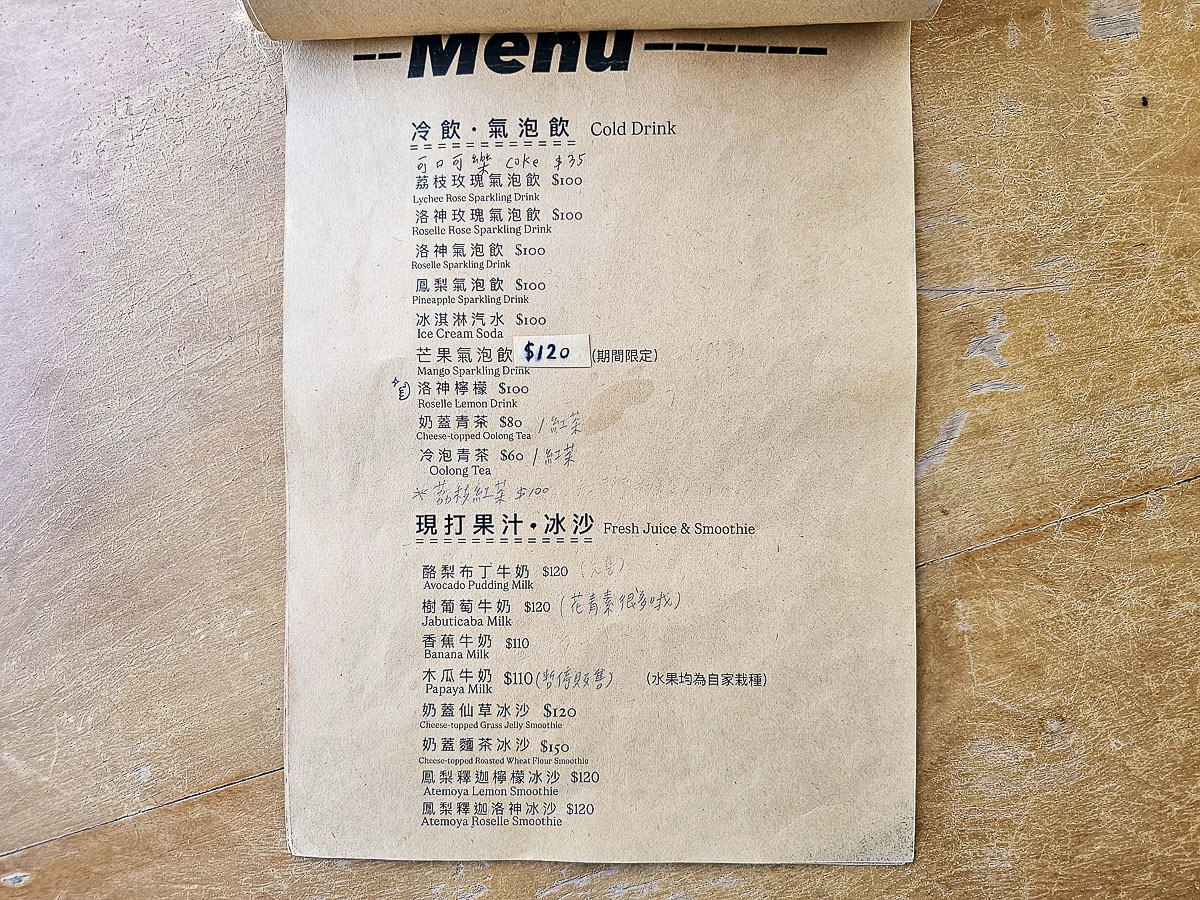 --Menu------
冷飲·氣泡飲 Cold Drink
可口可樂 Coke $35
荔枝玫瑰氣泡飲 $100
Lychee Rose Sparkling Drink
洛神玫瑰氣泡飲 $100
Roselle Rose Sparkling Drink
洛神氣泡飲 $100
Roselle Sparkling Drink
鳳梨氣泡飲 $100
Pineapple Sparkling Drink
冰淇淋汽水 $100
Ice Cream Soda
芒果氣泡飲 $120 (期間限定)
Mango Sparkling Drink
洛神檸檬 $100
Roselle Lemon Drink
奶蓋青茶 $80 / 紅茶
Cheese-topped Oolong Tea
冷泡青茶 $60 / 紅茶
Oolong Tea
※荔枝紅茶 $100
現打果汁·冰沙 Fresh Juice & Smoothie
酪梨布丁牛奶 $120
Avocado Pudding Milk
樹葡萄牛奶 $120 (花青素很多哦)
Jabuticaba Milk
香蕉牛奶 $110
Banana Milk
木瓜牛奶 $110 (暫停販售) (水果均為自家栽種)
Papaya Milk
奶蓋仙草冰沙 $120
Cheese-topped Grass Jelly Smoothie
奶蓋麵茶冰沙 $150
Cheese-topped Roasted Wheat Flour Smoothie
鳳梨釋迦檸檬冰沙 $120
Atemoya Lemon Smoothie
鳳梨釋迦洛神冰沙 $120
Atemoya Roselle Smoothie